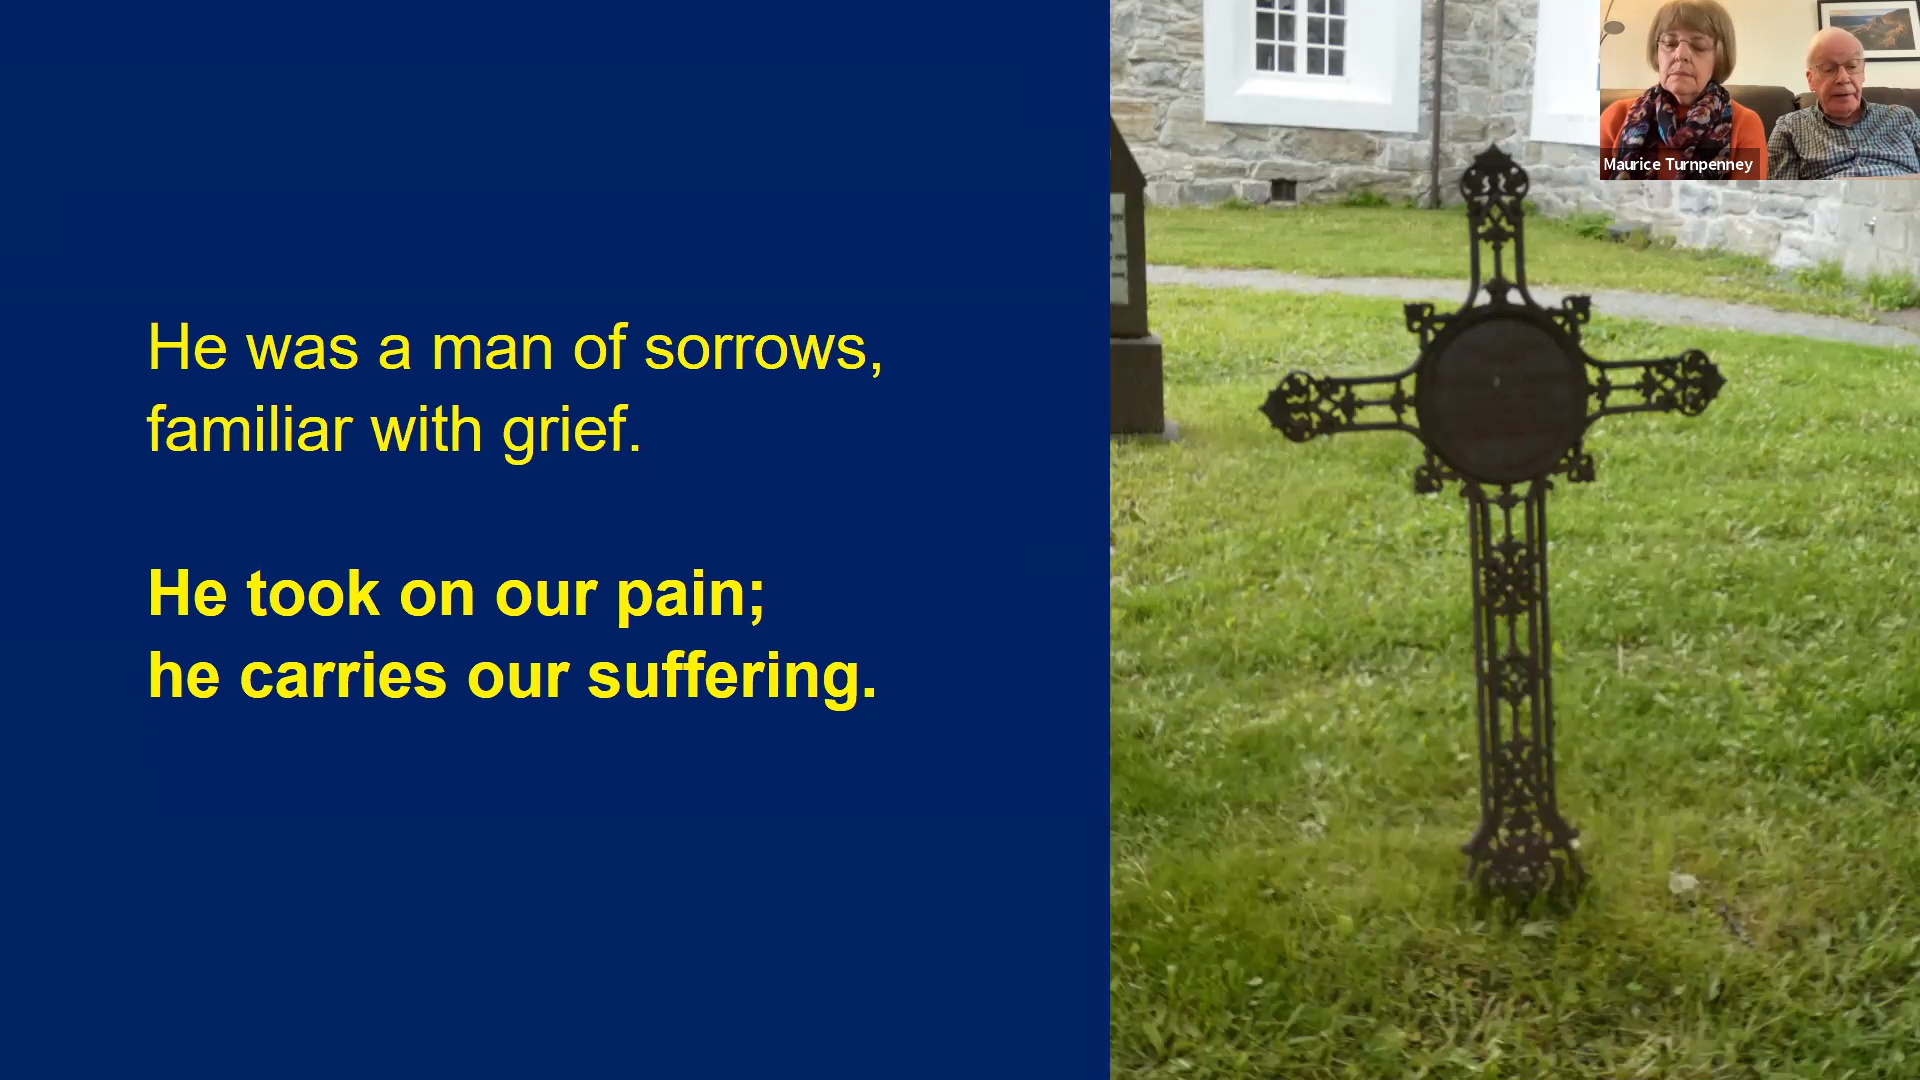 He was a man of sorrows,
familiar with grief.
He took on our pain;
he carries our suffering.
Maurice Turnpenney